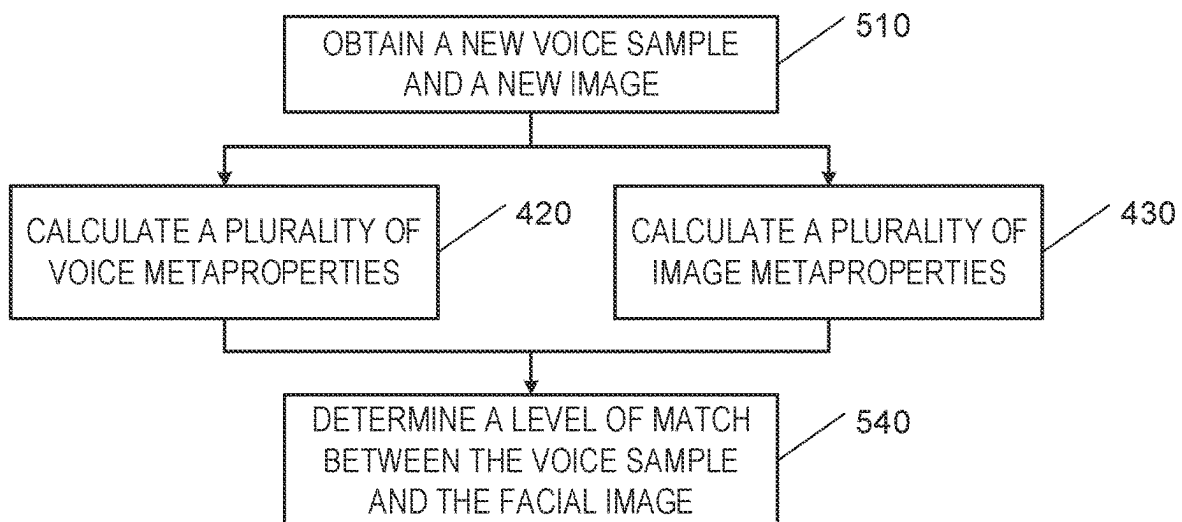 OBTAIN A NEW VOICE SAMPLE
AND A NEW IMAGE
510
CALCULATE A PLURALITY OF
VOICE METAPROPERTIES
420
CALCULATE A PLURALITY OF
IMAGE METAPROPERTIES
430
DETERMINE A LEVEL OF MATCH
BETWEEN THE VOICE SAMPLE
AND THE FACIAL IMAGE
540